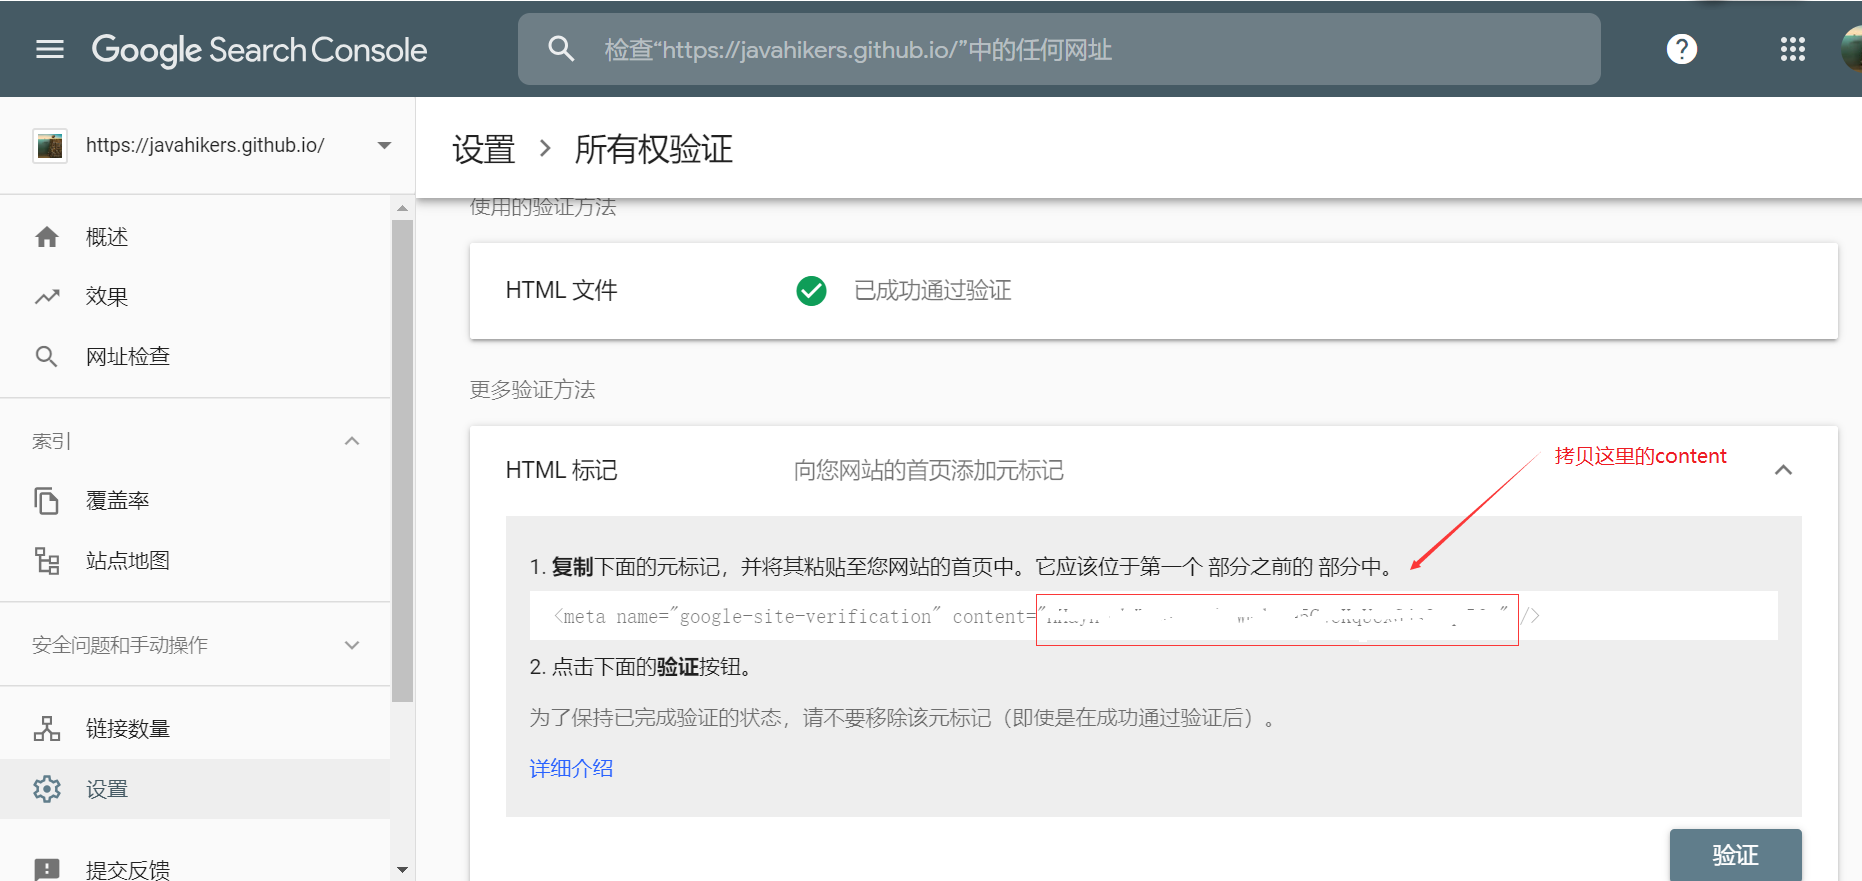 Google Search Console
检查“https://javahikers.github.io/”中的任何网址
https://javahikers.github.io/
设置 > 所有权验证
概述
效果
网址检查
索引
覆盖率
站点地图
安全问题和手动操作
链接数量
设置
提交反馈
使用的验证方法
HTML 文件 已成功通过验证
更多验证方法
HTML 标记 向您网站的首页添加元标记
拷贝这里的content
1. 复制下面的元标记，并将其粘贴至您网站的首页中。它应该位于第一个 部分之前的 部分中。
<meta name="google-site-verification" content=" " />
2. 点击下面的验证按钮。
为了保持已完成验证的状态，请不要移除该元标记（即使是在成功通过验证后）。
详细介绍
验证